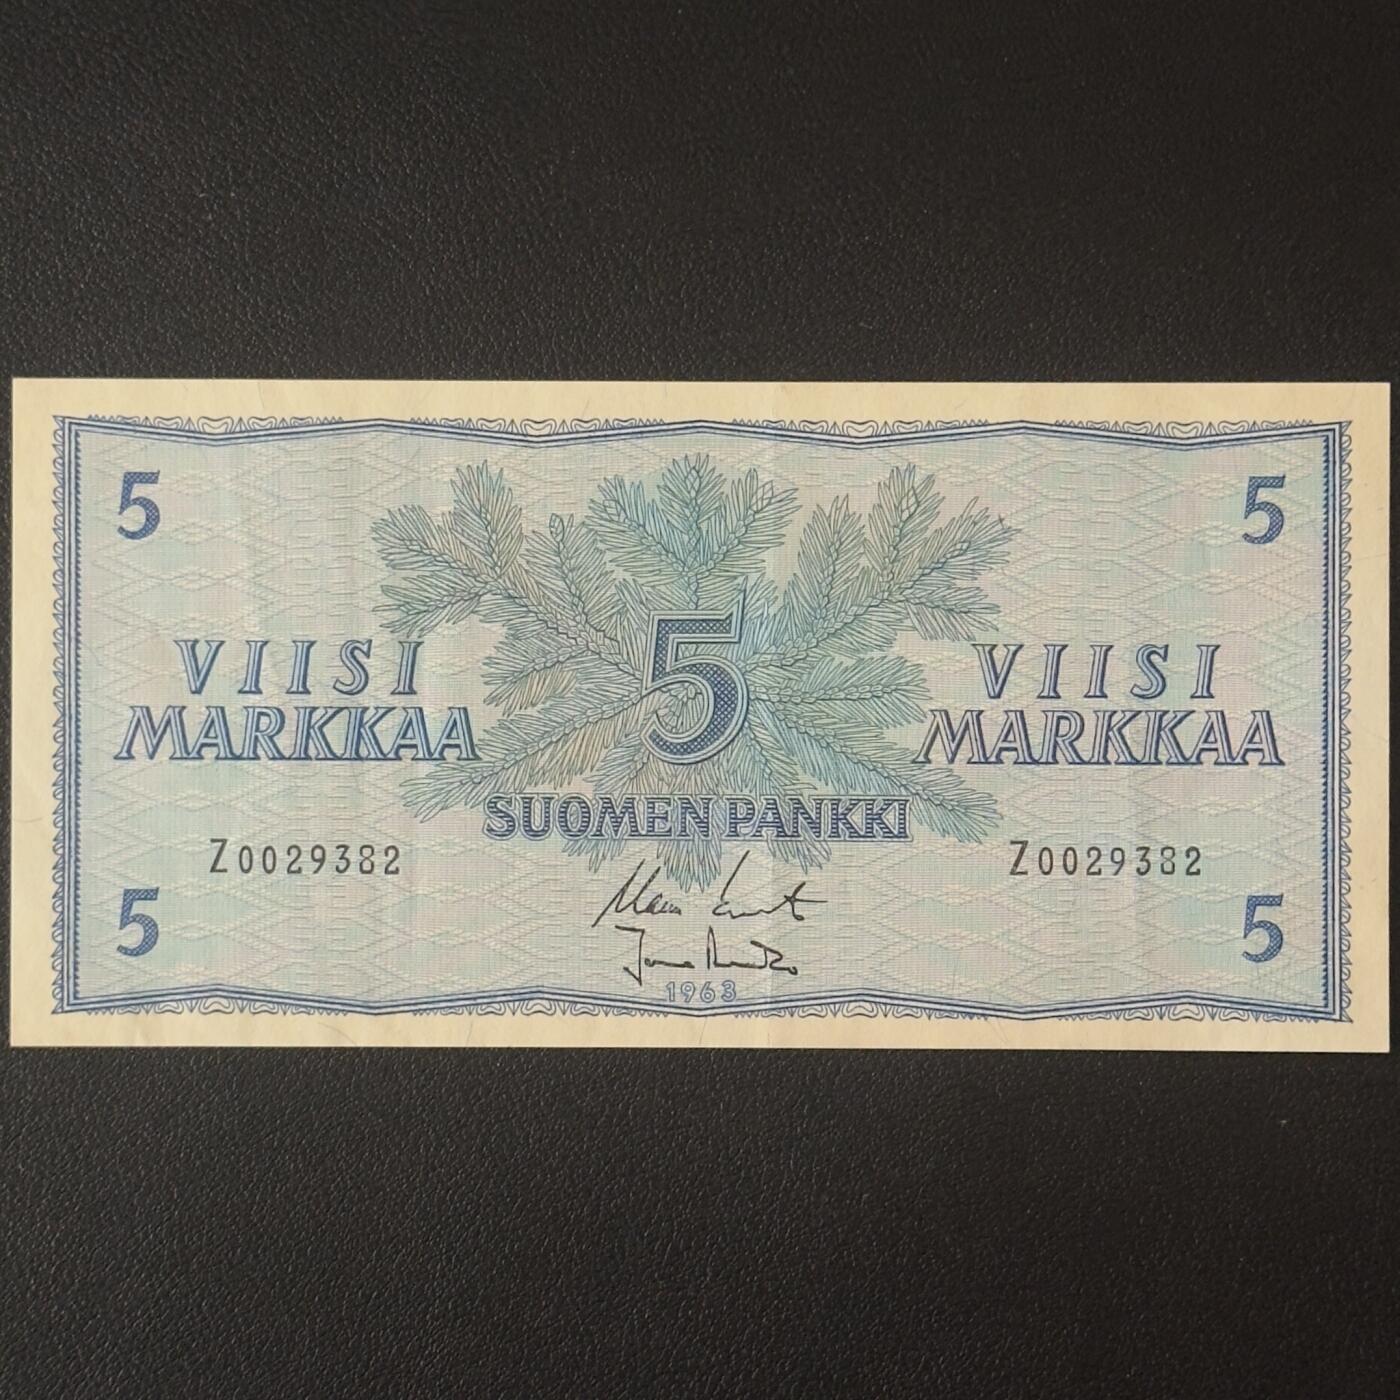 5 5
5
VIISI VIISI
MARKKAA MARKKAA
SUOMEN PANKKI
Z0029382 Z0029382
5 5
1963